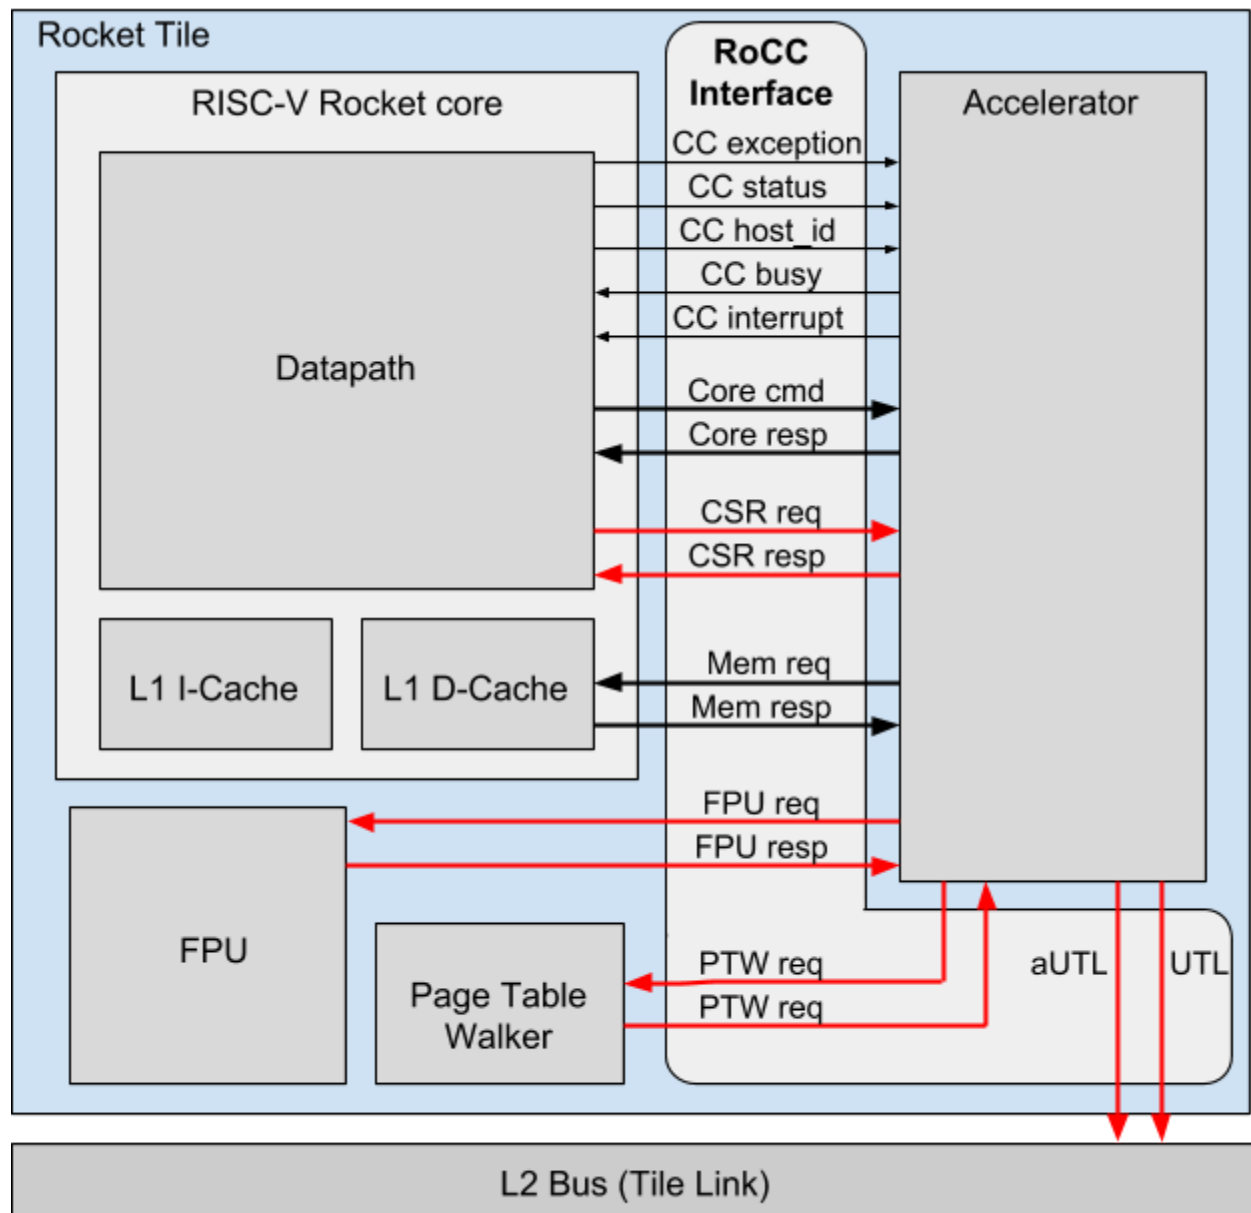 Rocket Tile
RoCC
Interface
RISC-V Rocket core
Accelerator
CC exception
CC status
CC host_id
CC busy
CC interrupt
Datapath
Core cmd
Core resp
CSR req
CSR resp
L1 I-Cache
L1 D-Cache
Mem req
Mem resp
FPU req
FPU resp
FPU
Page Table
Walker
PTW req
PTW req
aUTL
UTL
L2 Bus (Tile Link)